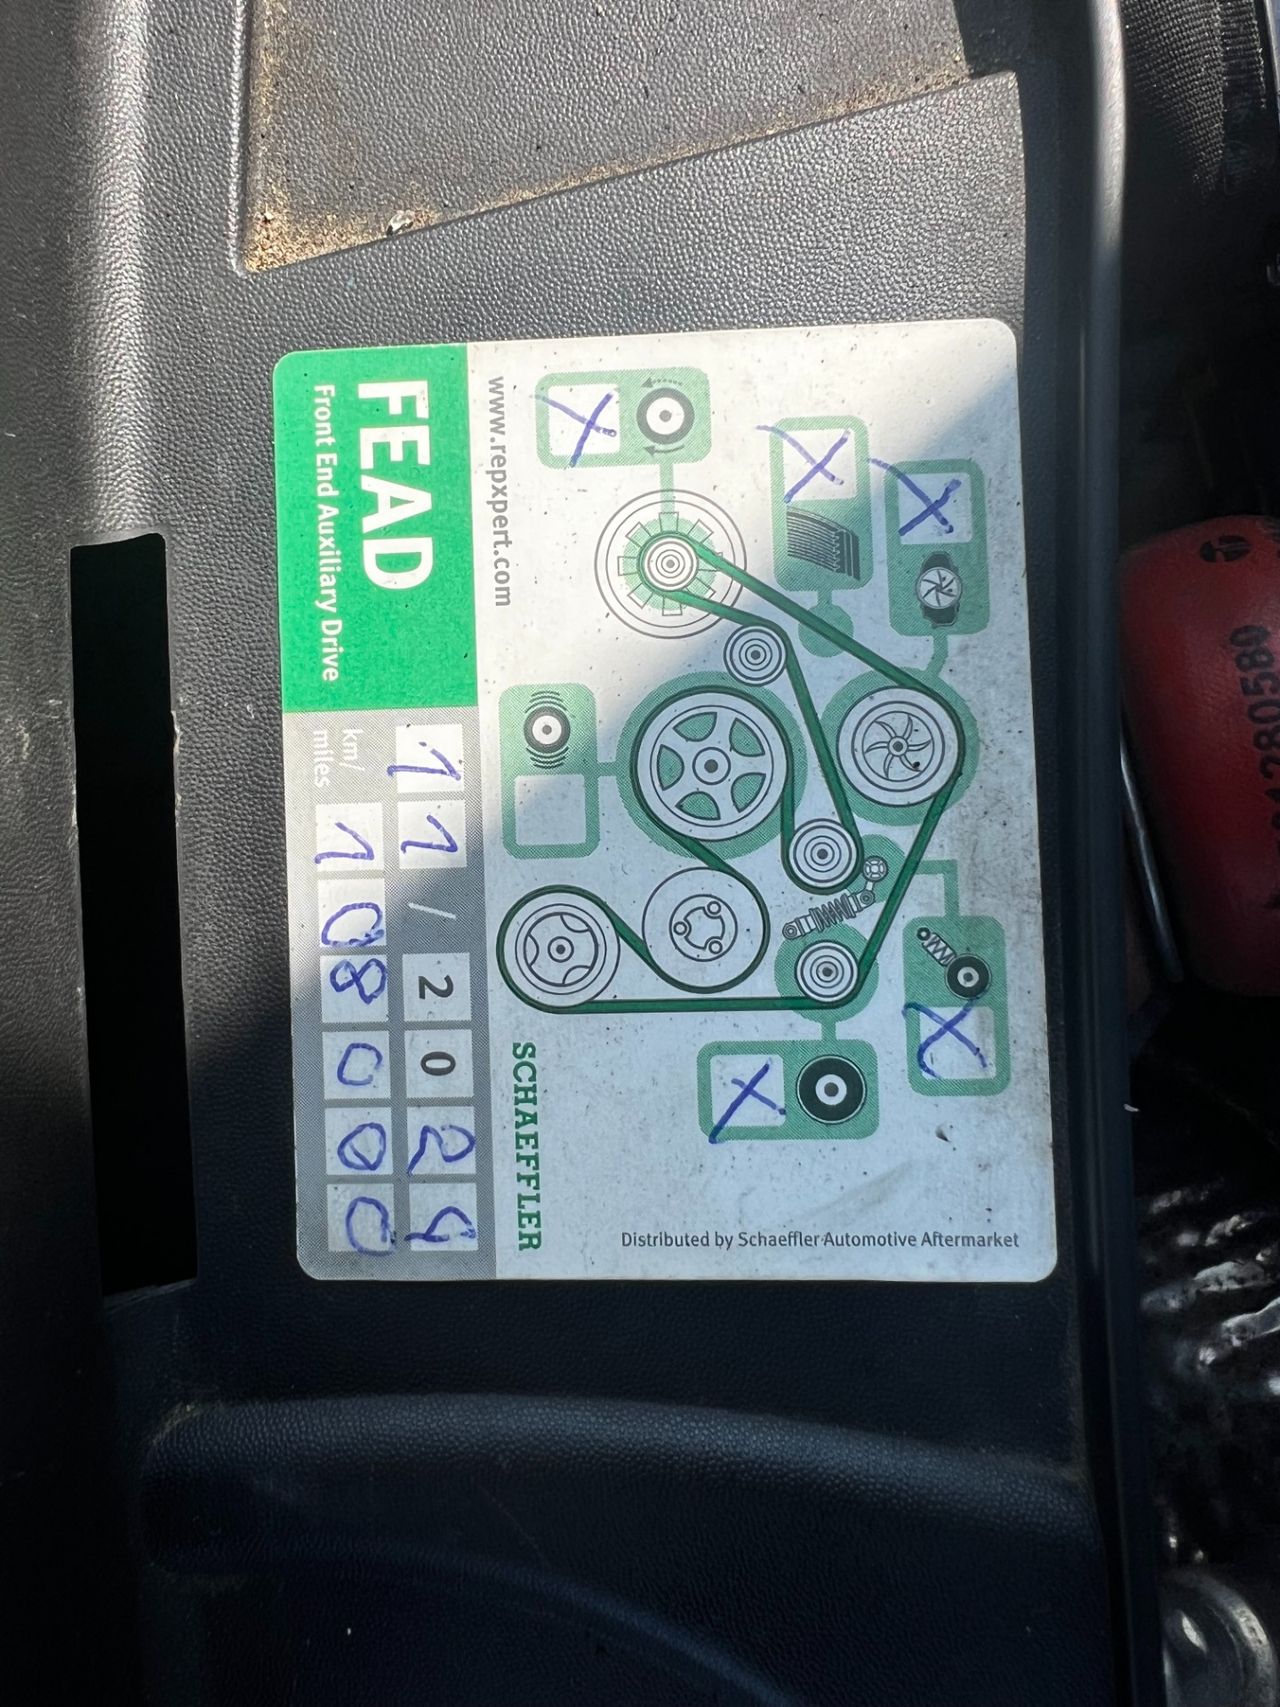 Distributed by Schaeffler Automotive Aftermarket
www.repxpert.com
SCHAEFFLER
FEAD
11 / 2024
Front End Auxiliary Drive
km/
miles
108000